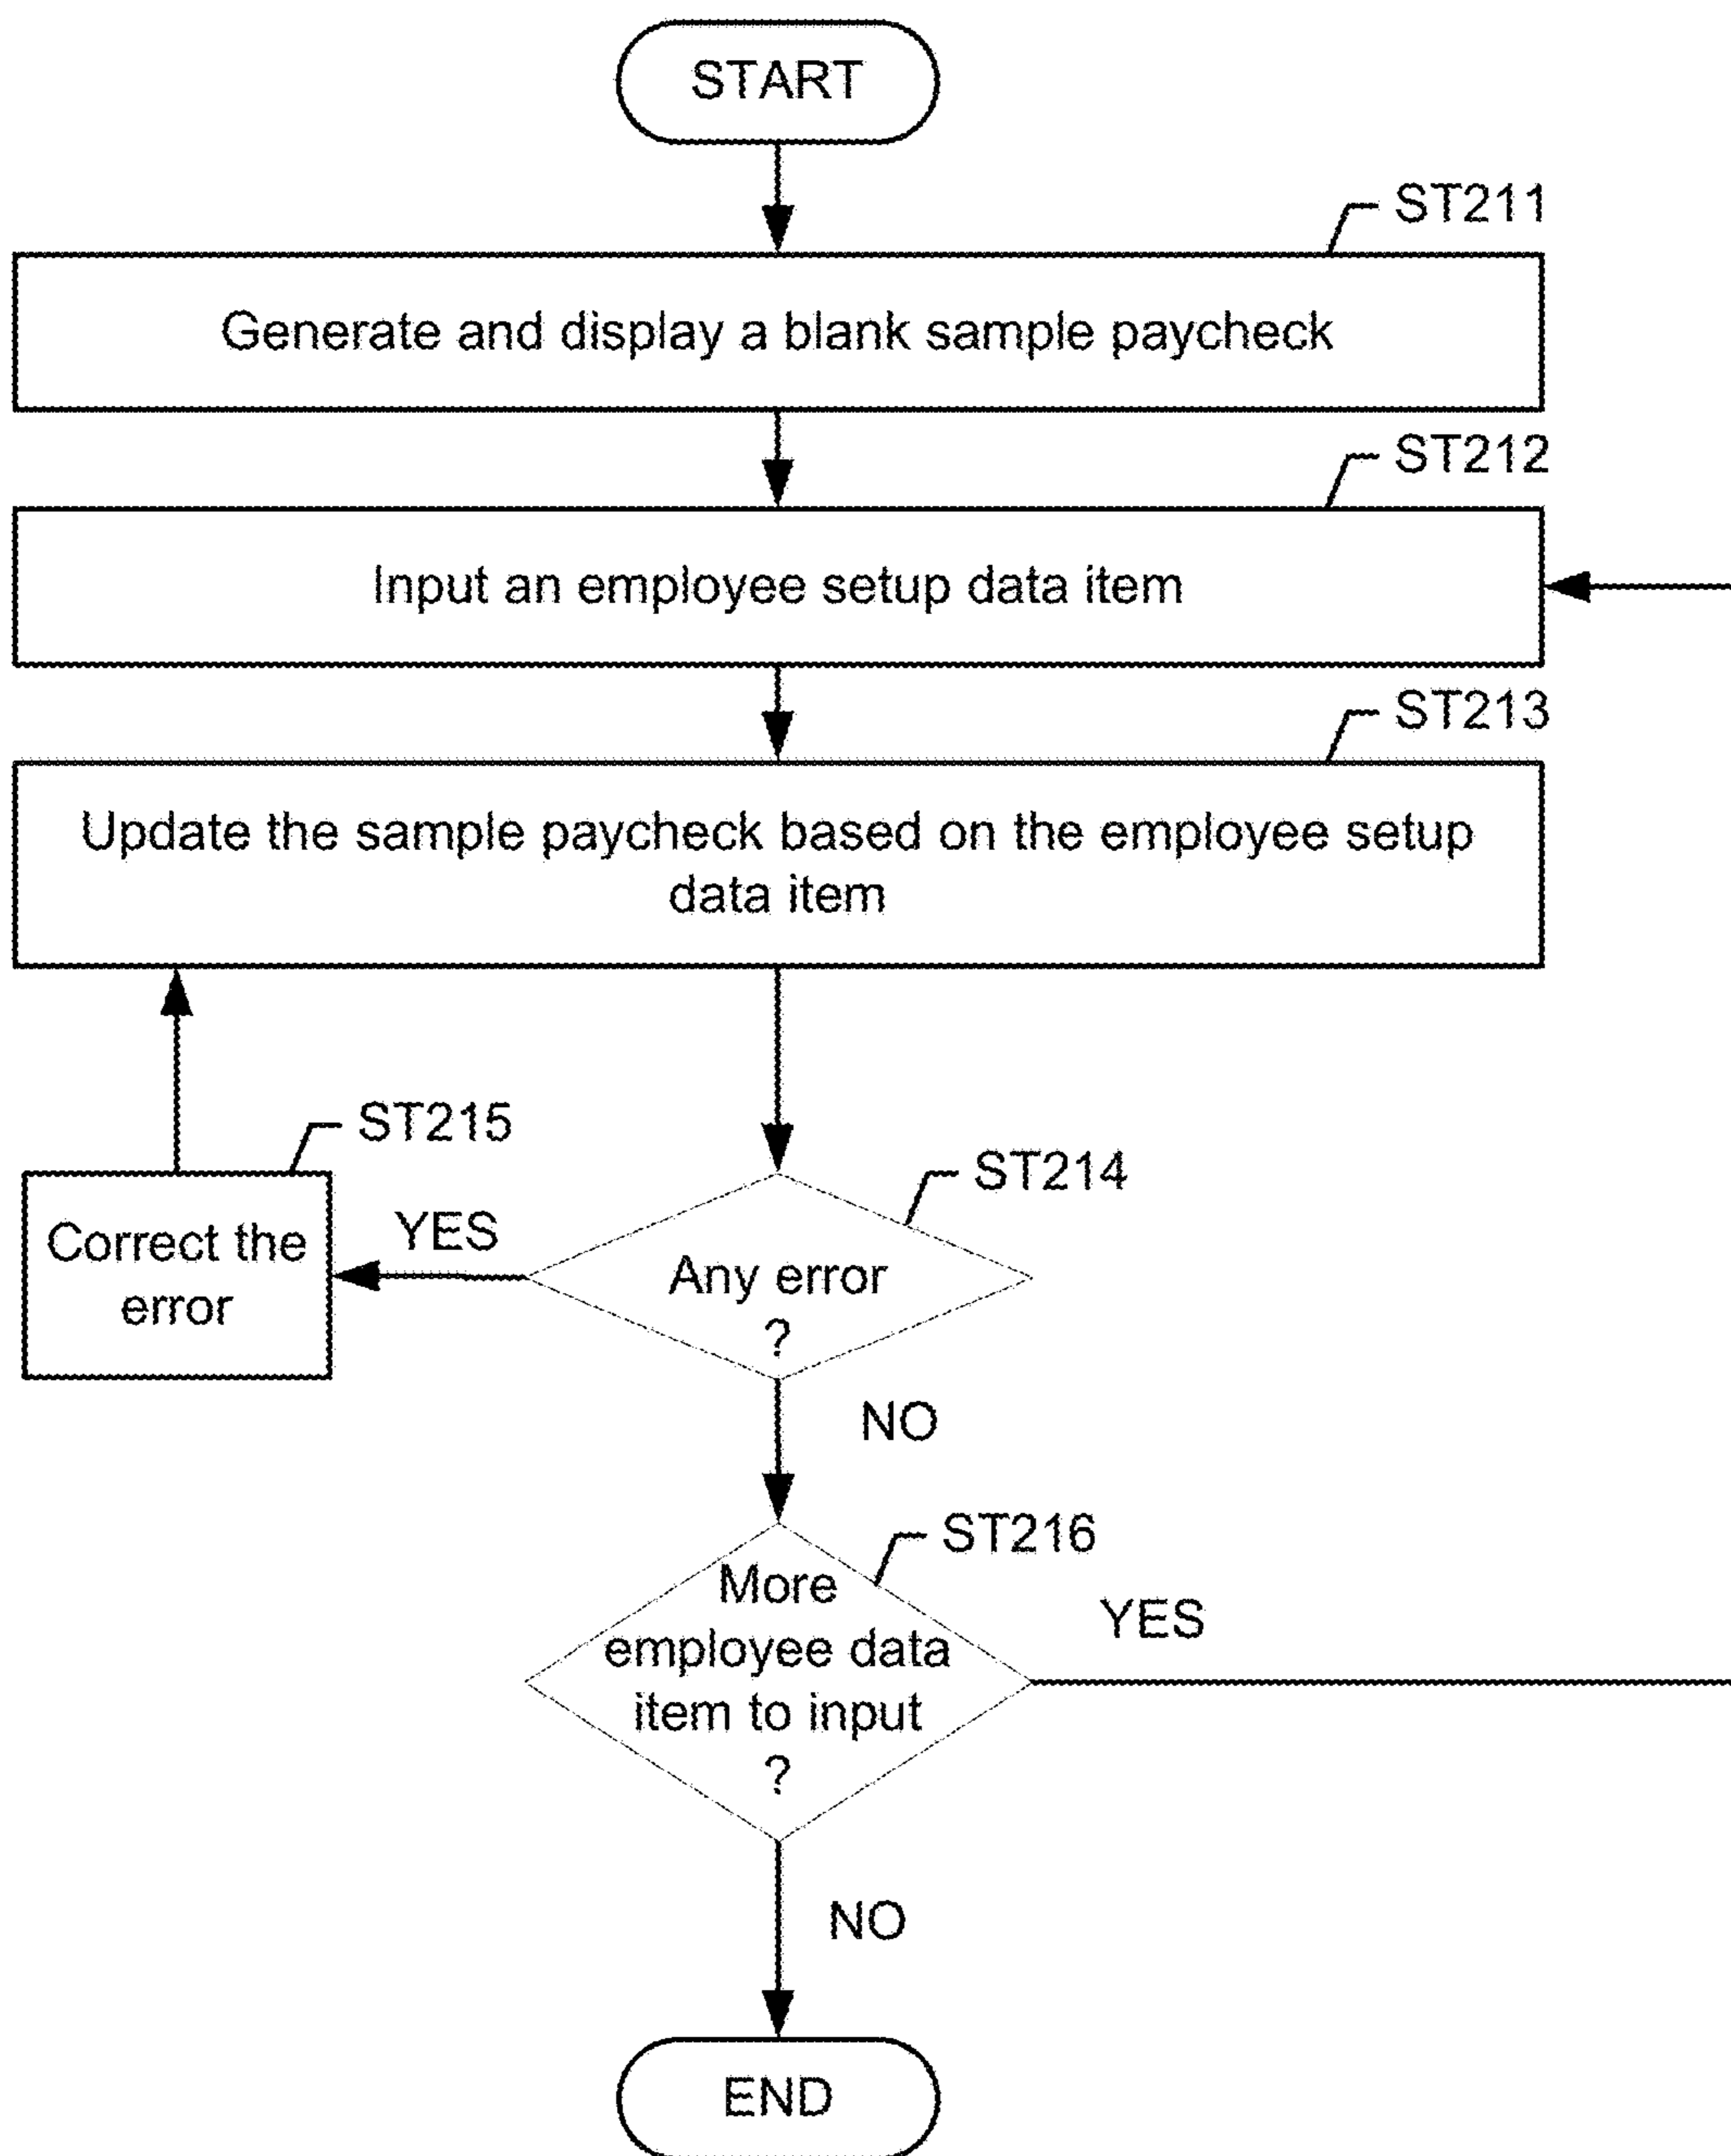 START
ST211
Generate and display a blank sample paycheck
ST212
Input an employee setup data item
ST213
Update the sample paycheck based on the employee setup
data item
ST215
ST214
Correct the
error
YES
Any error
?
NO
ST216
More
employee data
item to input
?
YES
NO
END